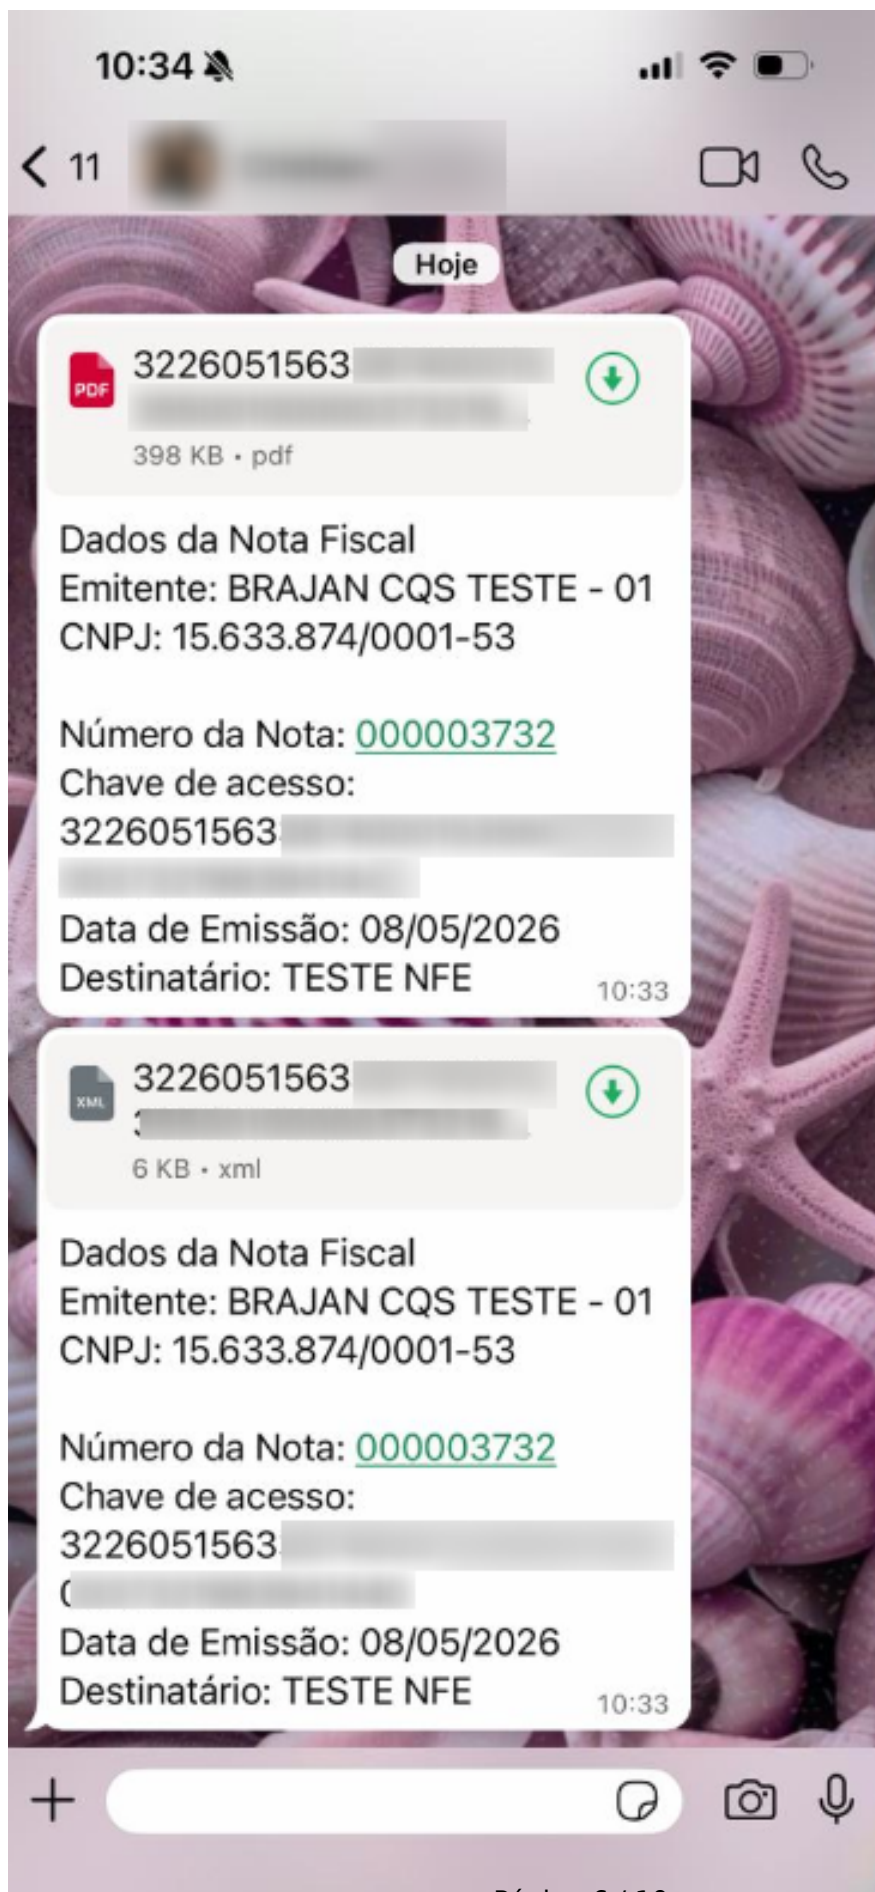 10:34
11
Hoje
PDF
3226051563
398 KB • pdf
Dados da Nota Fiscal
Emitente: BRAJAN CQS TESTE - 01
CNPJ: 15.633.874/0001-53
Número da Nota: 000003732
Chave de acesso:
3226051563
Data de Emissão: 08/05/2026
Destinatário: TESTE NFE
10:33
XML
3226051563
6 KB • xml
Dados da Nota Fiscal
Emitente: BRAJAN CQS TESTE - 01
CNPJ: 15.633.874/0001-53
Número da Nota: 000003732
Chave de acesso:
3226051563
Data de Emissão: 08/05/2026
Destinatário: TESTE NFE
10:33